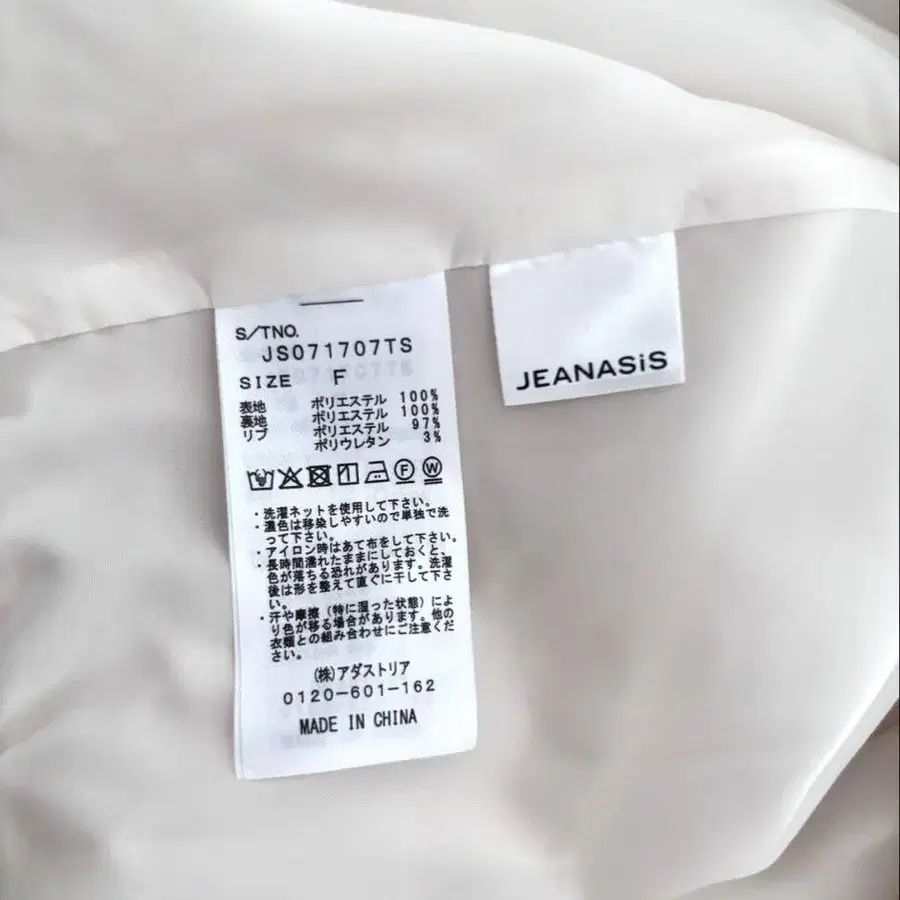 S/TNO.
JS071707TS
SIZE F
表地 ポリエステル 100%
裏地 ポリエステル 100%
リブ ポリエステル 97%
ポリウレタン 3%
F W
・洗濯ネットを使用して下さい。
・濃色は移染しやすいので単独で洗
って下さい。
・アイロン時はあて布をして下さい。
・長時間濡れたままにしておくと、
色が落ちる恐れがあります。洗濯
後は形を整えて直ぐに干して下さ
い。
・汗や摩擦（特に湿った状態）によ
り色が移る場合があります。他の
衣類との組み合わせにご注意くだ
さい。
(株)アダストリア
0120-601-162
MADE IN CHINA
JEANASiS